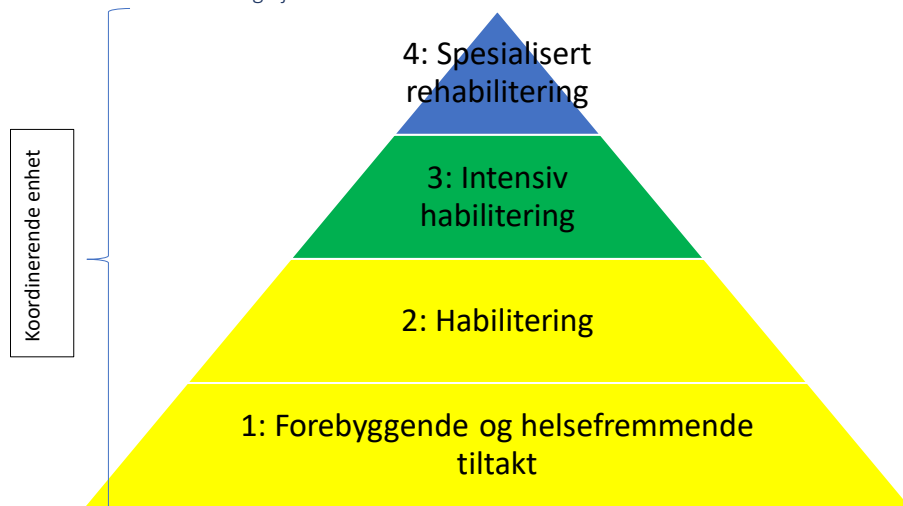 4: Spesialisert
rehabilitering
Koordinerende enhet
3: Intensiv
habilitering
2: Habilitering
1: Forebyggende og helsefremmende
tiltakt